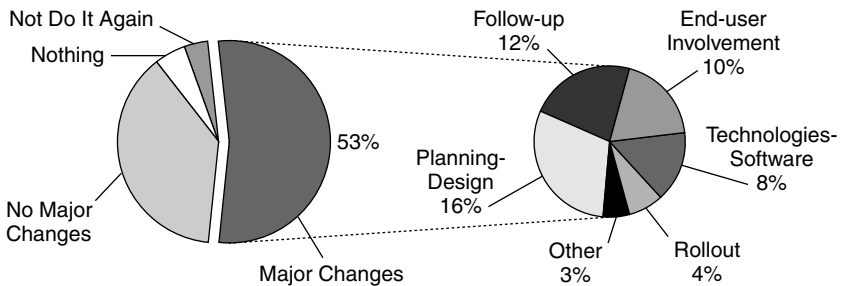 Not Do It Again
Nothing
No Major
Changes
53%
Major Changes
Follow-up
12%
End-user
Involvement
10%
Technologies-
Software
8%
Planning-
Design
16%
Other
3%
Rollout
4%